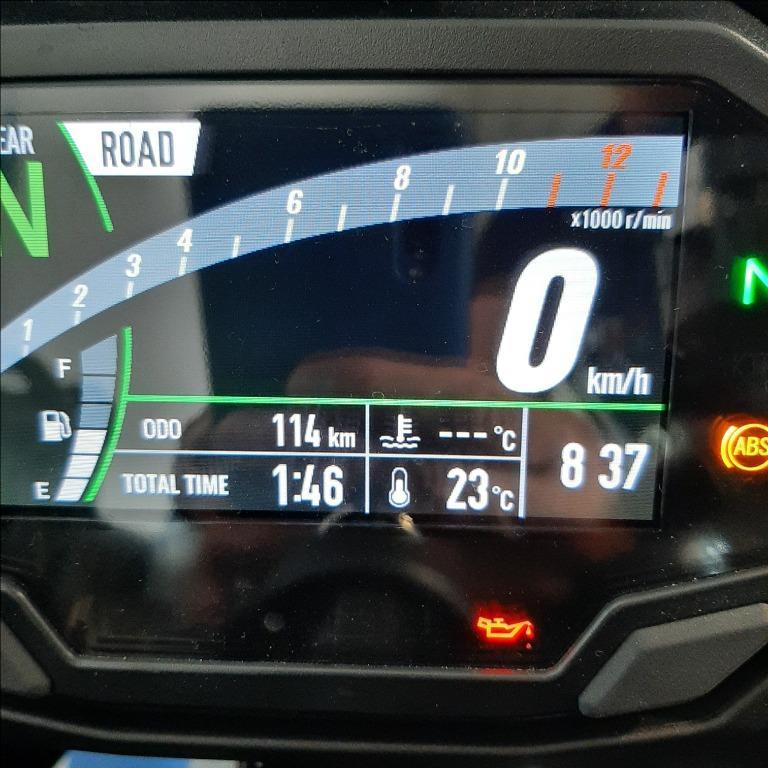 EAR
ROAD
N
1 2 3 4 6 8 10 12
x1000 r/min
0
km/h
N
F
E
ODO 114 km
TOTAL TIME 1:46
---°C
23°C
8 37
ABS